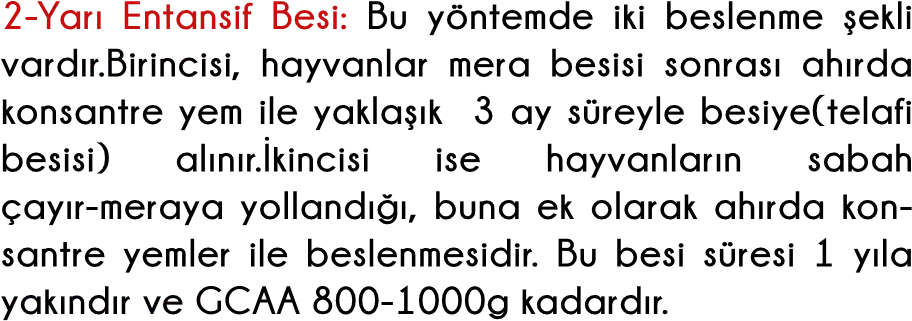 2-Yarı Entansif Besi: Bu yöntemde iki beslenme şekli
vardır.Birincisi, hayvanlar mera besisi sonrası ahırda
konsantre yem ile yaklaşık 3 ay süreyle besiye(telafi
besisi) alınır.İkincisi ise hayvanların sabah
çayır-meraya yollandığı, buna ek olarak ahırda kon-
santre yemler ile beslenmesidir. Bu besi süresi 1 yıla
yakındır ve GCAA 800-1000g kadardır.